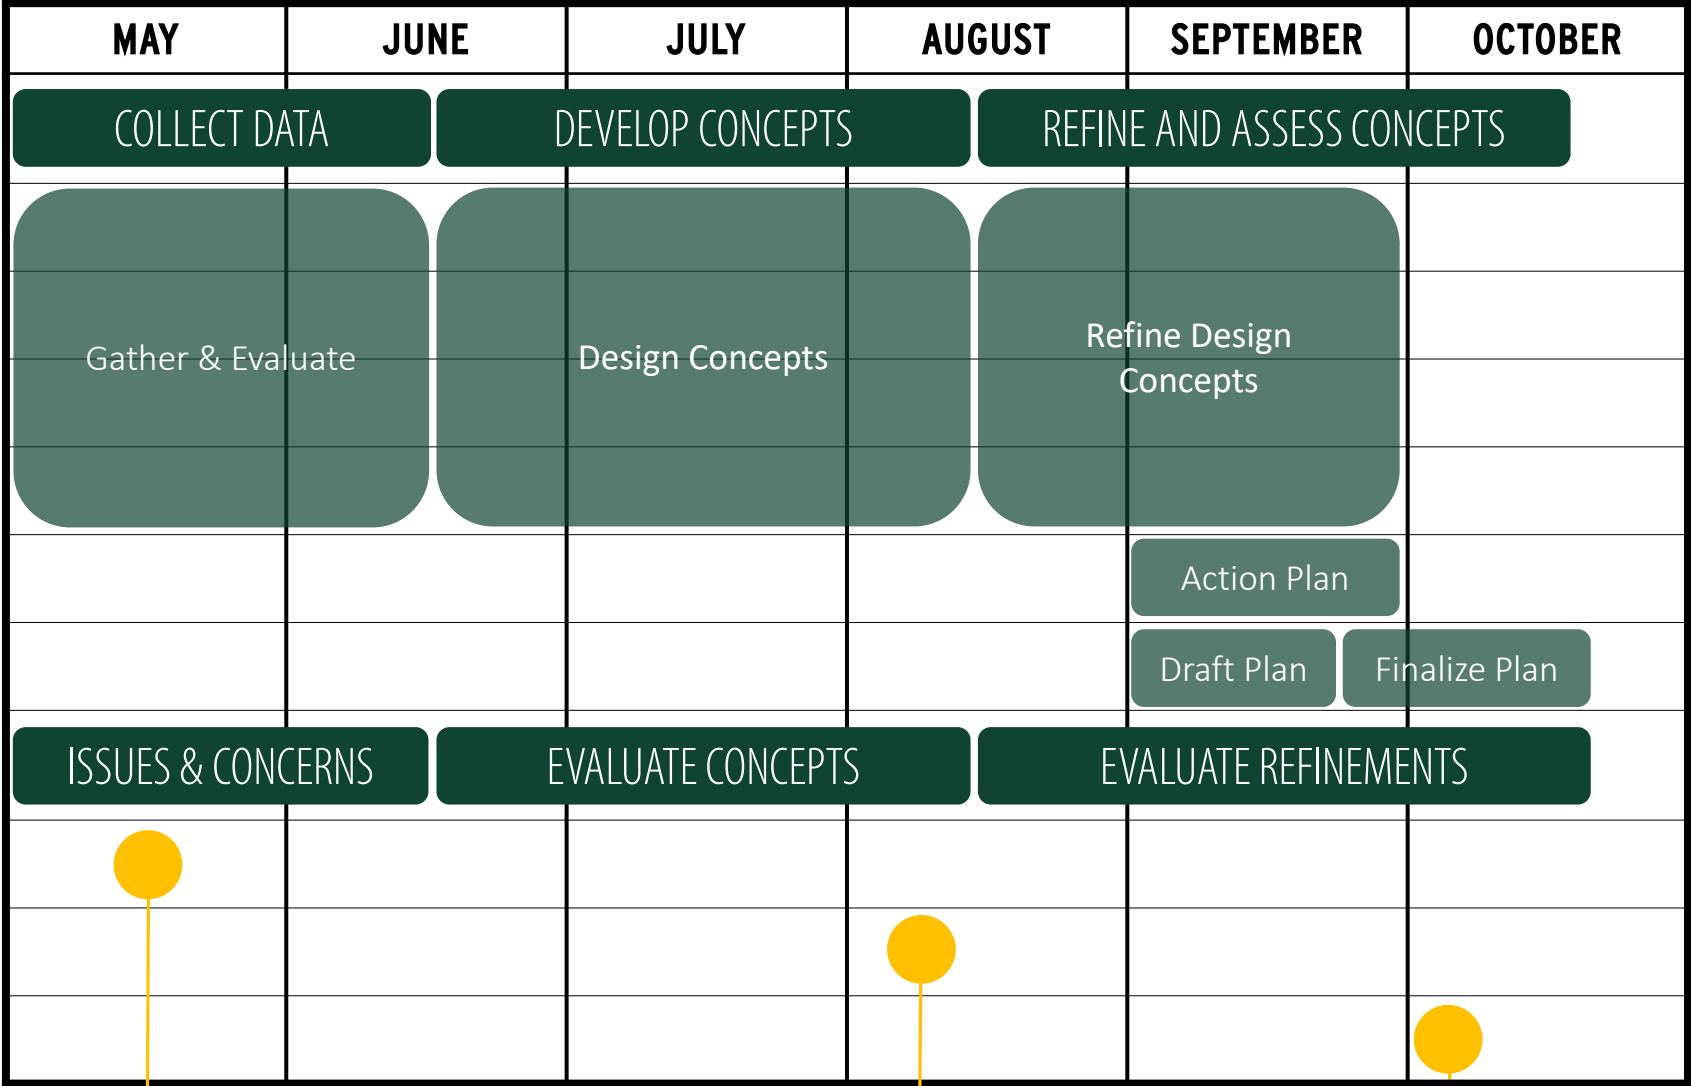 MAY
JUNE
JULY
AUGUST
SEPTEMBER
OCTOBER
COLLECT DATA
DEVELOP CONCEPTS
REFINE AND ASSESS CONCEPTS
Gather & Evaluate
Design Concepts
Refine Design
Concepts
Action Plan
Draft Plan
Finalize Plan
ISSUES & CONCERNS
EVALUATE CONCEPTS
EVALUATE REFINEMENTS